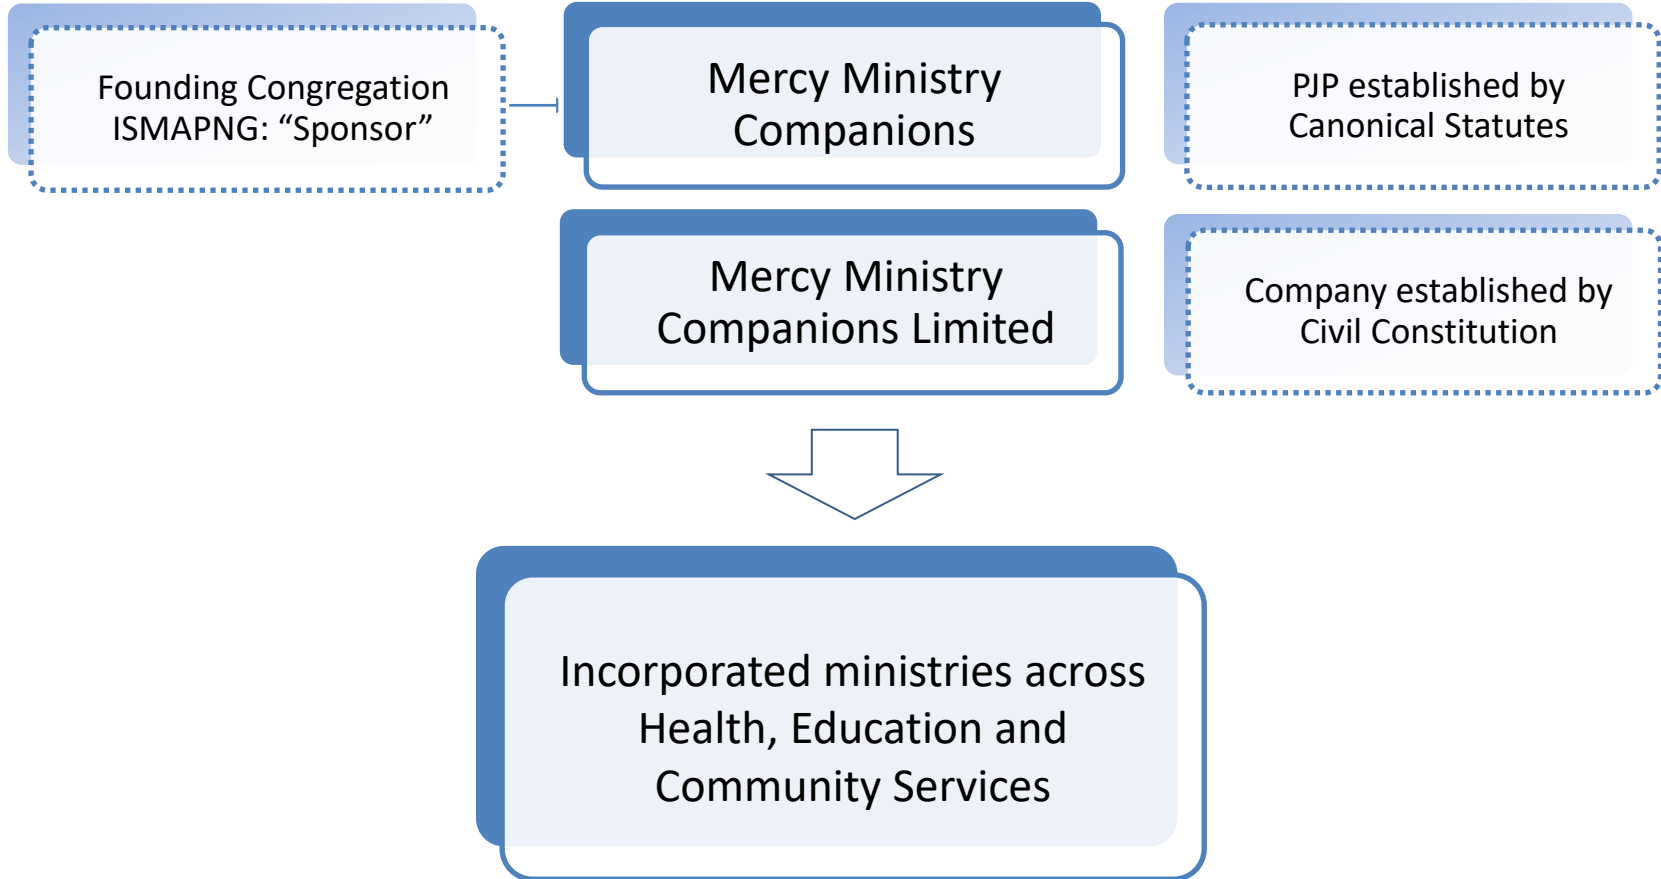 Founding Congregation
ISMAPNG: “Sponsor”
Mercy Ministry
Companions
PJP established by
Canonical Statutes
Mercy Ministry
Companions Limited
Company established by
Civil Constitution
Incorporated ministries across
Health, Education and
Community Services